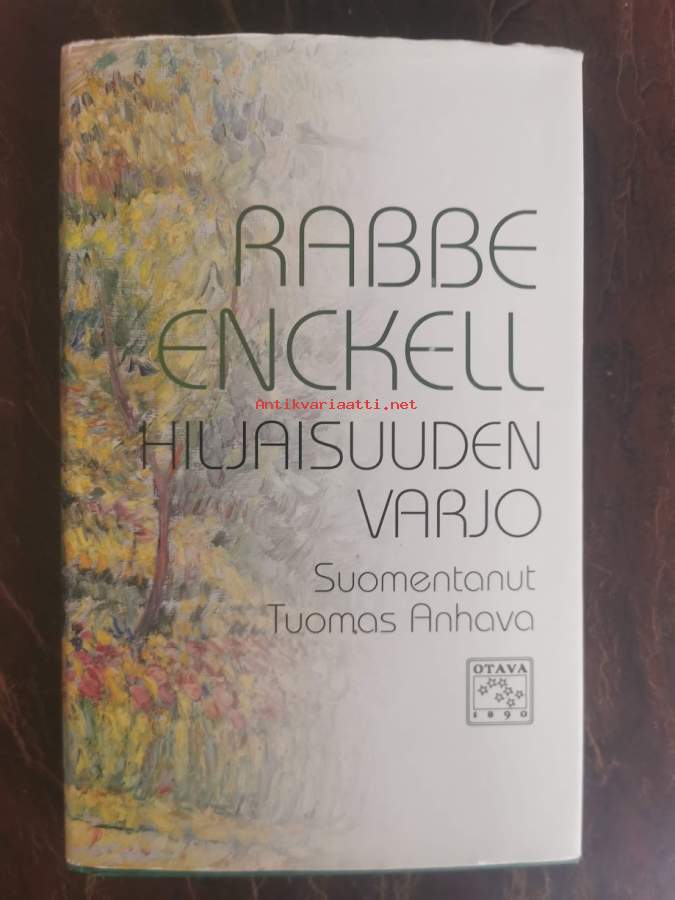 RABBE
ENCKELL
Antikvariaatti.net
HILJAISUUDEN
VARJO
Suomentanut
Tuomas Anhava
OTAVA
1890